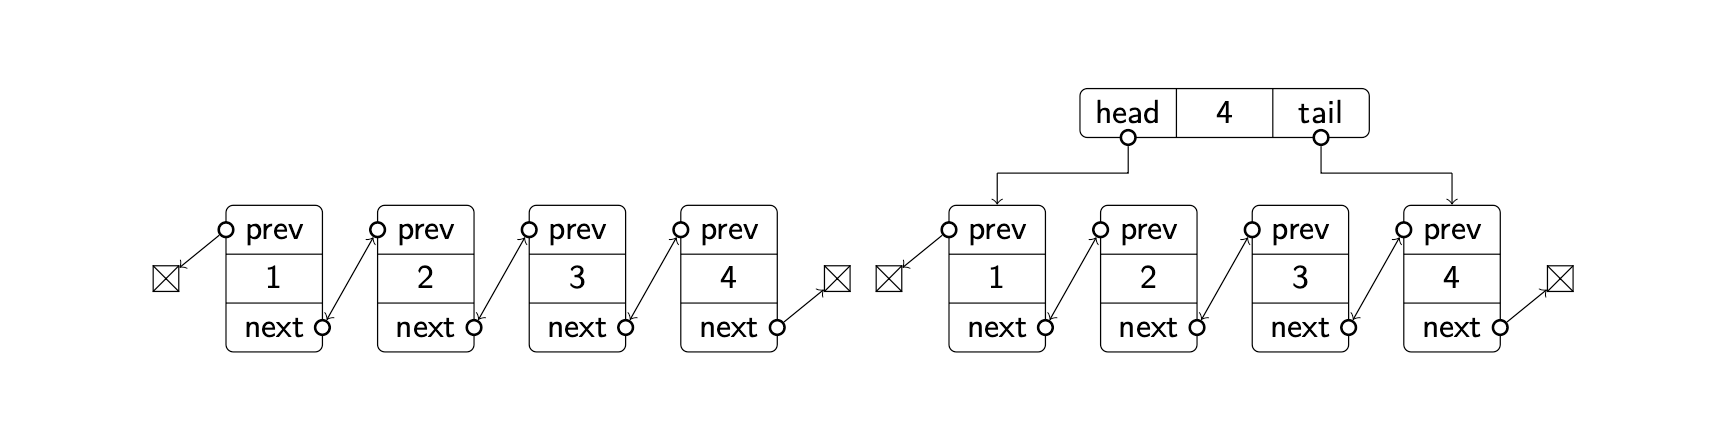 head 4 tail
prev prev prev prev prev prev prev prev
1 2 3 4 1 2 3 4
next next next next next next next next